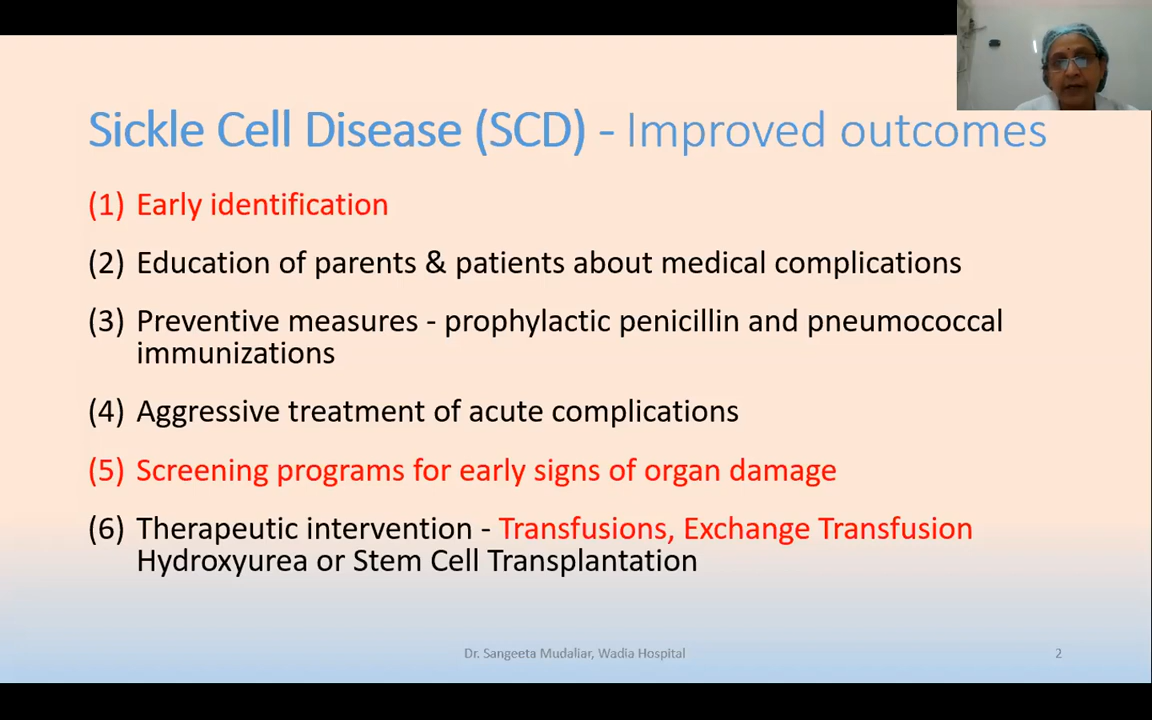 Sickle Cell Disease (SCD) - Improved outcomes
(1) Early identification
(2) Education of parents & patients about medical complications
(3) Preventive measures - prophylactic penicillin and pneumococcal
immunizations
(4) Aggressive treatment of acute complications
(5) Screening programs for early signs of organ damage
(6) Therapeutic intervention - Transfusions, Exchange Transfusion
Hydroxyurea or Stem Cell Transplantation
Dr. Sangeeta Mudaliar, Wadia Hospital 2